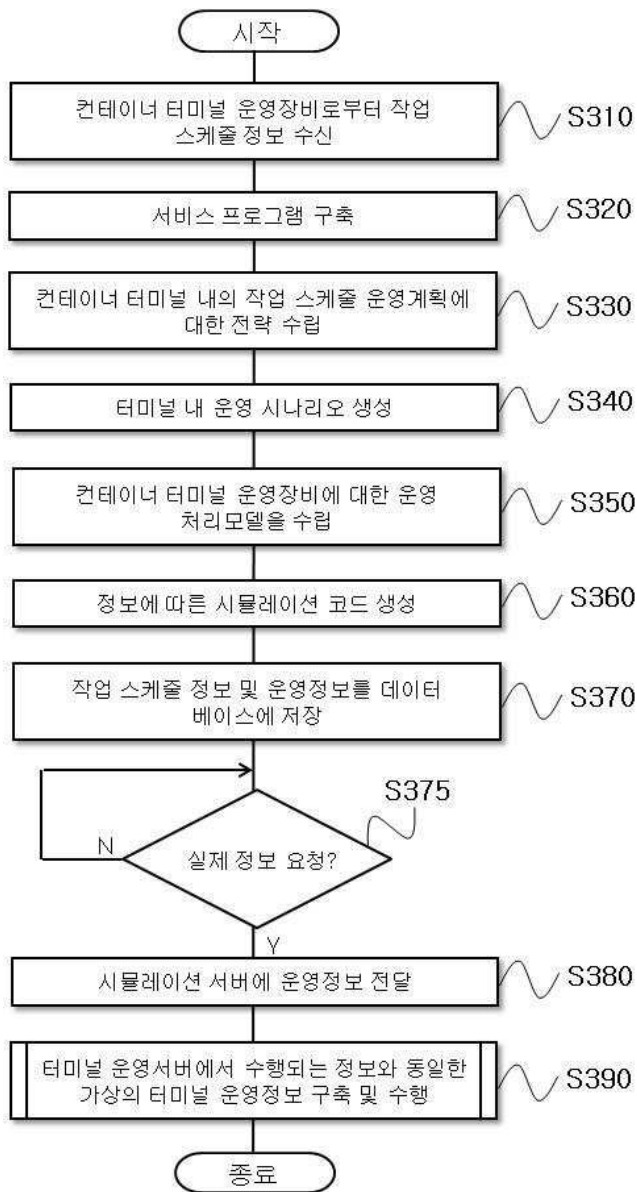 시작
컨테이너 터미널 운영장비로부터 작업
스케줄 정보 수신
S310
서비스 프로그램 구축
S320
컨테이너 터미널 내의 작업 스케줄 운영계획에
대한 전략 수립
S330
터미널 내 운영 시나리오 생성
S340
컨테이너 터미널 운영장비에 대한 운영
처리모델을 수립
S350
정보에 따른 시뮬레이션 코드 생성
S360
작업 스케줄 정보 및 운영정보를 데이터
베이스에 저장
S370
S375
실제 정보 요청?
N
Y
시뮬레이션 서버에 운영정보 전달
S380
터미널 운영서버에서 수행되는 정보와 동일한
가상의 터미널 운영정보 구축 및 수행
S390
종료